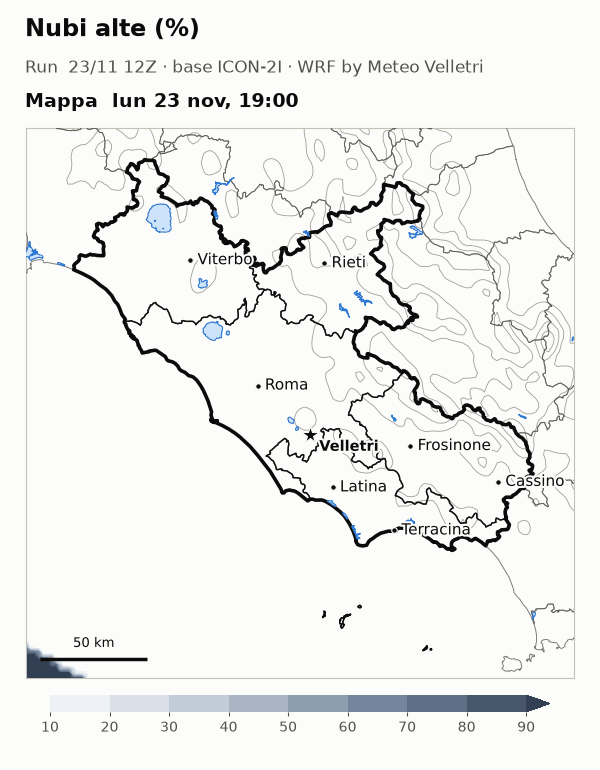 Nubi alte (%)
Run  23/11 12Z · base ICON-2I · WRF by Meteo Velletri
Mappa  lun 23 nov, 19:00
Viterbo
Rieti
Roma
Velletri
Frosinone
Latina
Cassino
Terracina
50 km
10 20 30 40 50 60 70 80 90